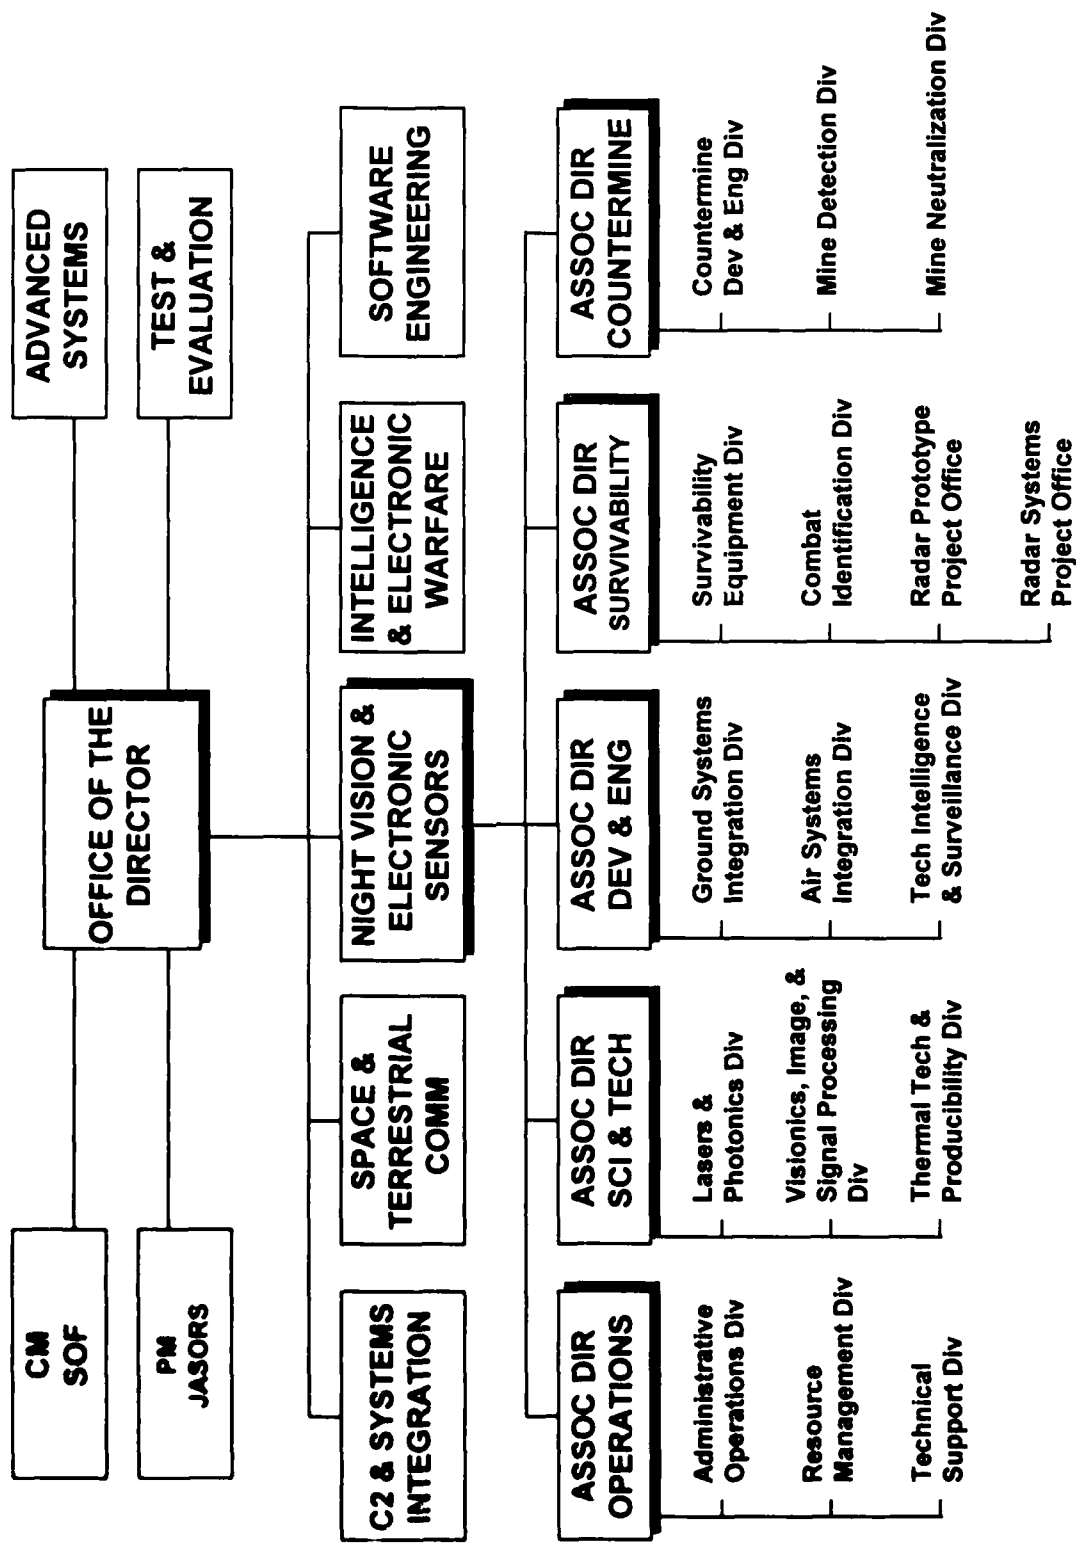 OFFICE OF THE
DIRECTOR
CM
SOF
ADVANCED
SYSTEMS
PM
JASORS
TEST &
EVALUATION
C2 & SYSTEMS
INTEGRATION
SPACE &
TERRESTRIAL
COMM
NIGHT VISION &
ELECTRONIC
SENSORS
INTELLIGENCE
& ELECTRONIC
WARFARE
SOFTWARE
ENGINEERING
ASSOC DIR
OPERATIONS
Administrative
Operations Div
Resource
Management Div
Technical
Support Div
ASSOC DIR
SCI & TECH
Lasers &
Photonics Div
Visionics, Image, &
Signal Processing
Div
Thermal Tech &
Producibility Div
ASSOC DIR
DEV & ENG
Ground Systems
Integration Div
Air Systems
Integration Div
Tech Intelligence
& Surveillance Div
ASSOC DIR
SURVIVABILITY
Survivability
Equipment Div
Combat
Identification Div
Radar Prototype
Project Office
Radar Systems
Project Office
ASSOC DIR
COUNTERMINE
Countermine
Dev & Eng Div
Mine Detection Div
Mine Neutralization Div